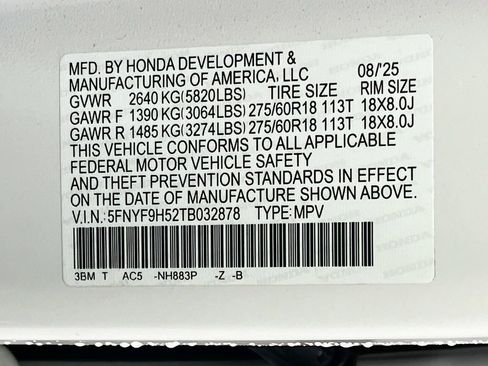 MFD. BY HONDA DEVELOPMENT &
MANUFACTURING OF AMERICA, LLC 08/'25
GVWR 2640 KG(5820LBS) TIRE SIZE RIM SIZE
GAWR F 1390 KG(3064LBS) 275/60R18 113T 18X8.0J
GAWR R 1485 KG(3274LBS) 275/60R18 113T 18X8.0J
THIS VEHICLE CONFORMS TO ALL APPLICABLE
FEDERAL MOTOR VEHICLE SAFETY
AND THEFT PREVENTION STANDARDS IN EFFECT
ON THE DATE OF MANUFACTURE SHOWN ABOVE.
V.I.N.: 5FNYF9H52TB032878 TYPE: MPV
3BM T AC5 -NH883P -Z -B